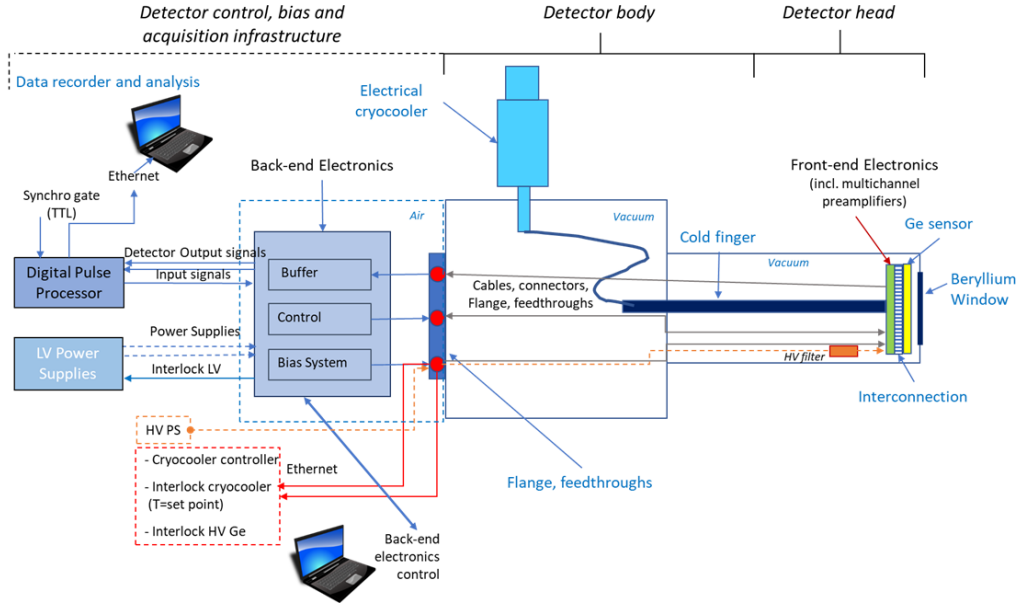 Detector control, bias and
acquisition infrastructure
Detector body
Detector head
Data recorder and analysis
Electrical
cryocooler
Ethernet
Back-end Electronics
Front-end Electronics
(incl. multichannel
preamplifiers)
Synchro gate
(TTL)
Air
Vacuum
Ge sensor
Cold finger
Detector Output signals
Digital Pulse
Processor
Input signals
Buffer
Vacuum
Cables, connectors,
Flange, feedthroughs
Beryllium
Window
Control
Power Supplies
LV Power
Supplies
Interlock LV
Bias System
HV filter
Interconnection
HV PS
- Cryocooler controller
- Interlock cryocooler
(T=set point)
- Interlock HV Ge
Ethernet
Flange, feedthroughs
Back-end
electronics
control